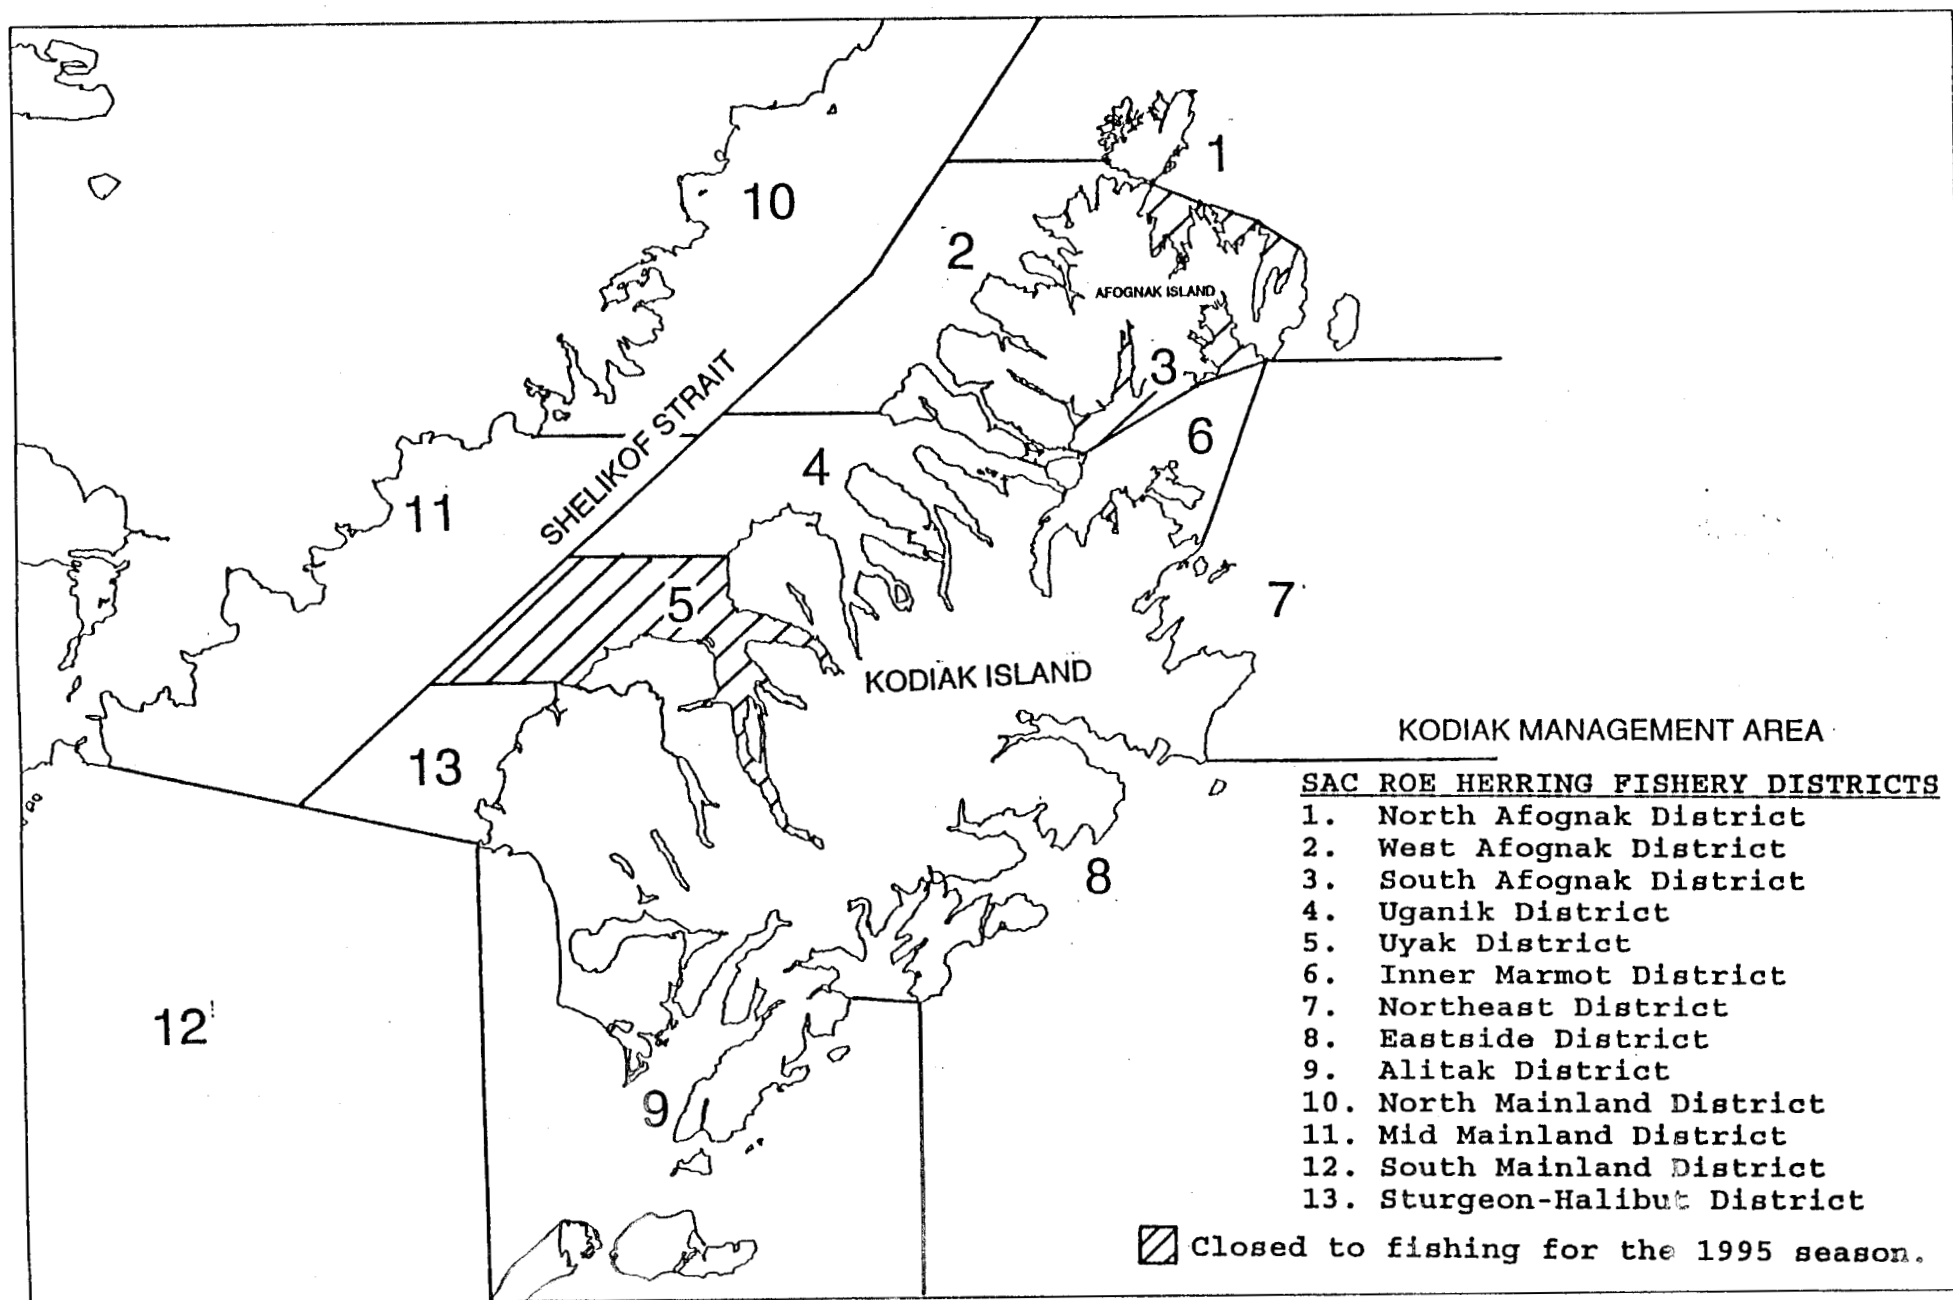 1
10
2
AFOGNAK ISLAND
3
SHELIKOF STRAIT
6
4
11
5
7
KODIAK ISLAND
13
KODIAK MANAGEMENT AREA
SAC ROE HERRING FISHERY DISTRICTS
1. North Afognak District
2. West Afognak District
3. South Afognak District
4. Uganik District
5. Uyak District
6. Inner Marmot District
7. Northeast District
8. Eastside District
9. Alitak District
10. North Mainland District
11. Mid Mainland District
12. South Mainland District
13. Sturgeon-Halibut District
8
12
9
Closed to fishing for the 1995 season.